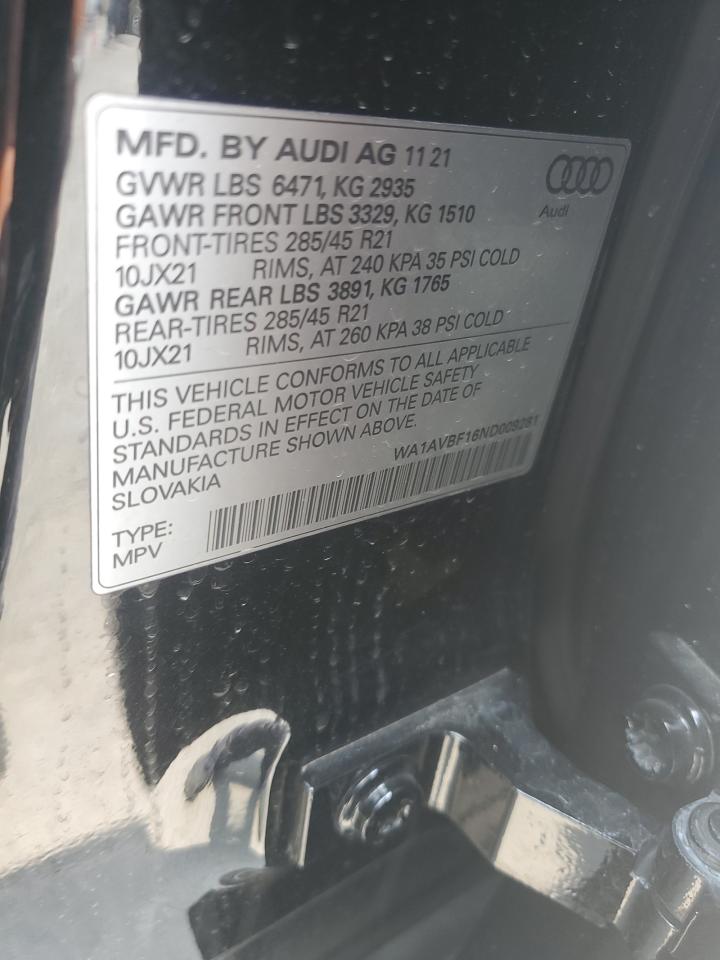 MFD. BY AUDI AG 11 21
GVWR LBS 6471, KG 2935
GAWR FRONT LBS 3329, KG 1510
FRONT-TIRES 285/45 R21
10JX21 RIMS, AT 240 KPA 35 PSI COLD
GAWR REAR LBS 3891, KG 1765
REAR-TIRES 285/45 R21
10JX21 RIMS, AT 260 KPA 38 PSI COLD
Audi
THIS VEHICLE CONFORMS TO ALL APPLICABLE
U.S. FEDERAL MOTOR VEHICLE SAFETY
STANDARDS IN EFFECT ON THE DATE OF
MANUFACTURE SHOWN ABOVE.
SLOVAKIA WA1AVBF16ND009281
TYPE:
MPV